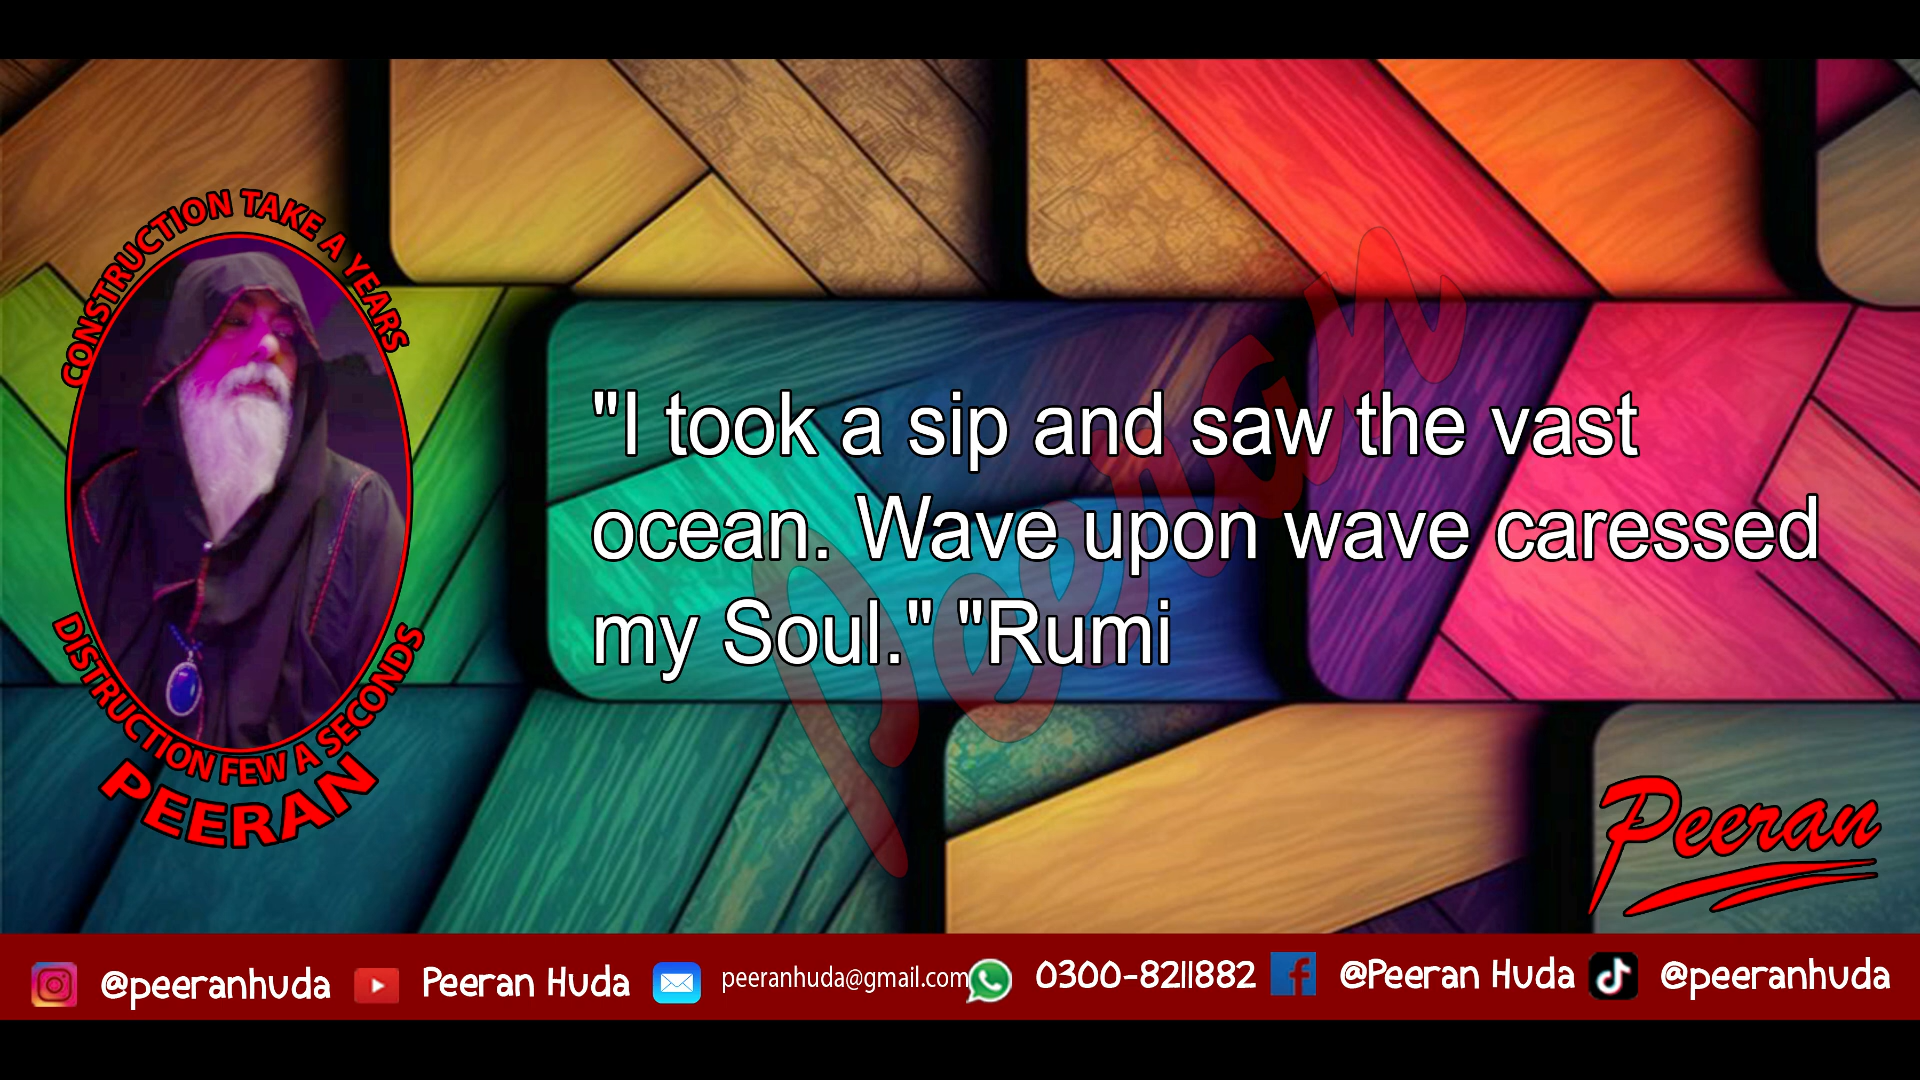 CONSTRUCTION TAKE A YEARS
DISTRUCTION FEW A SECONDS
PEERAN
"I took a sip and saw the vast
ocean. Wave upon wave caressed
my Soul." "Rumi
Peeran
Peeran
@peeranhuda Peeran Huda peeranhuda@gmail.com 0300-8211882 @Peeran Huda @peeranhuda